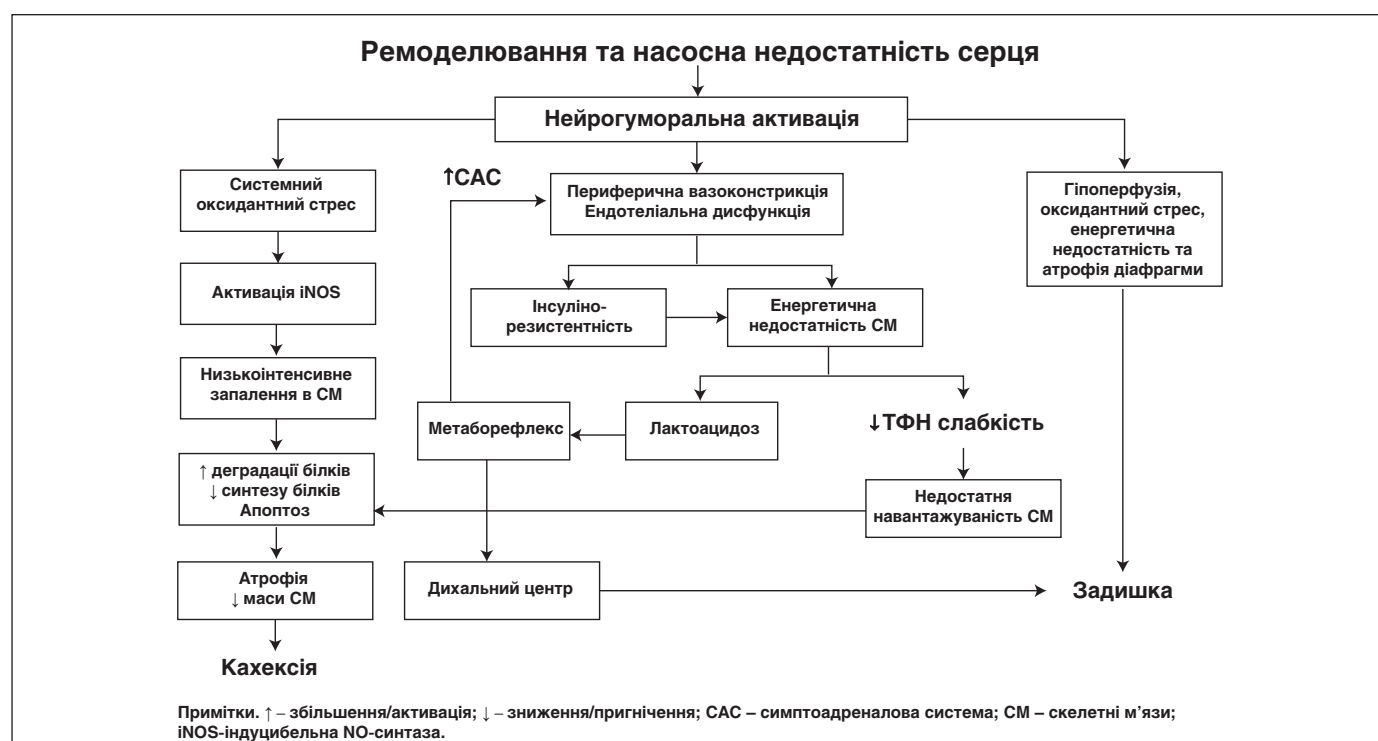 Ремоделювання та насосна недостатність серця
Нейрогуморальна активація
Системний
оксидантний стрес
↑САС
Периферична вазоконстрикція
Ендотеліальна дисфункція
Гіпоперфузія,
оксидантний стрес,
енергетична
недостатність та
атрофія діафрагми
Активація iNOS
Інсуліно-
резистентність
Енергетична
недостатність СМ
Низькоінтенсивне
запалення в СМ
Метаборефлекс
Лактоацидоз
↓ТФН слабкість
↑ деградації білків
↓ синтезу білків
Апоптоз
Недостатня
навантажуваність СМ
Атрофія
↓ маси СМ
Дихальний центр
Задишка
Кахексія
Примітки. ↑ – збільшення/активація; ↓ – зниження/пригнічення; САС – симптоадреналова система; СМ – скелетні м’язи;
iNOS-індуцибельна NO-синтаза.